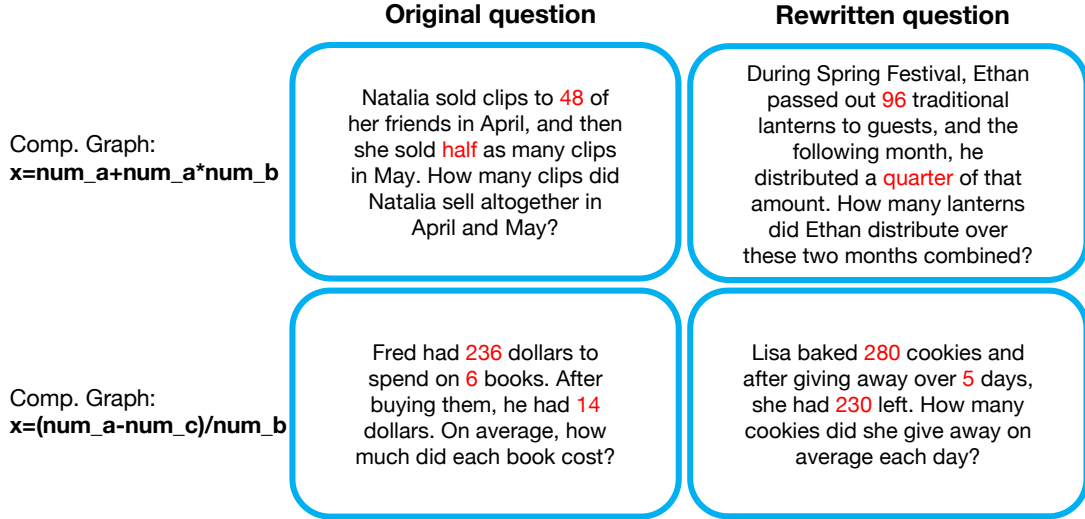 Original question
Rewritten question
Comp. Graph:
x=num_a+num_a*num_b
Natalia sold clips to 48 of
her friends in April, and then
she sold half as many clips
in May. How many clips did
Natalia sell altogether in
April and May?
During Spring Festival, Ethan
passed out 96 traditional
lanterns to guests, and the
following month, he
distributed a quarter of that
amount. How many lanterns
did Ethan distribute over
these two months combined?
Comp. Graph:
x=(num_a-num_c)/num_b
Fred had 236 dollars to
spend on 6 books. After
buying them, he had 14
dollars. On average, how
much did each book cost?
Lisa baked 280 cookies and
after giving away over 5 days,
she had 230 left. How many
cookies did she give away on
average each day?